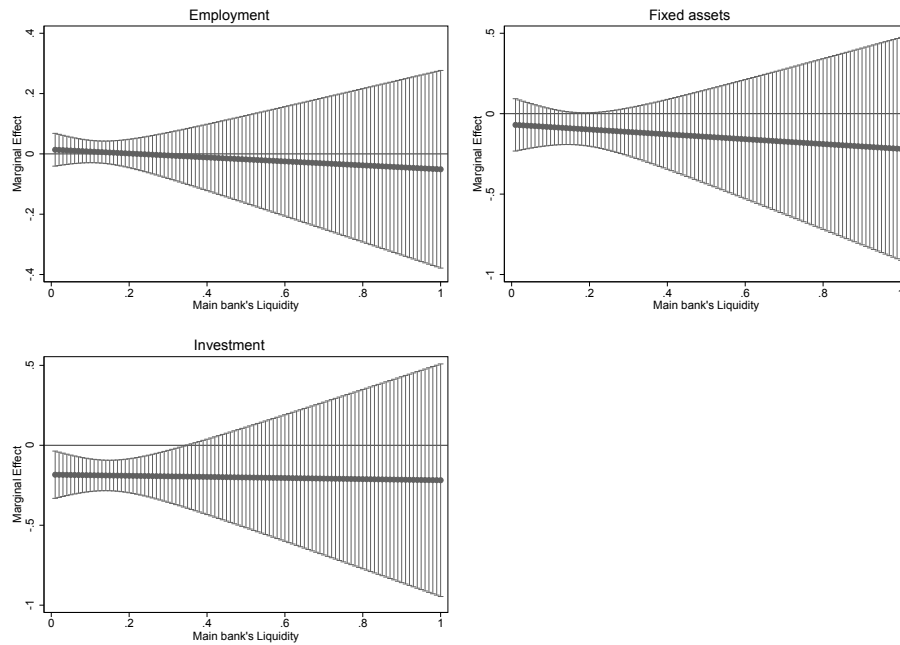 Employment
Marginal Effect
.4
.2
0
-.2
-.4
0 .2 .4 .6 .8 1
Main bank's Liquidity
Fixed assets
Marginal Effect
.5
0
-.5
-1
0 .2 .4 .6 .8 1
Main bank's Liquidity
Investment
Marginal Effect
.5
0
-.5
-1
0 .2 .4 .6 .8 1
Main bank's Liquidity